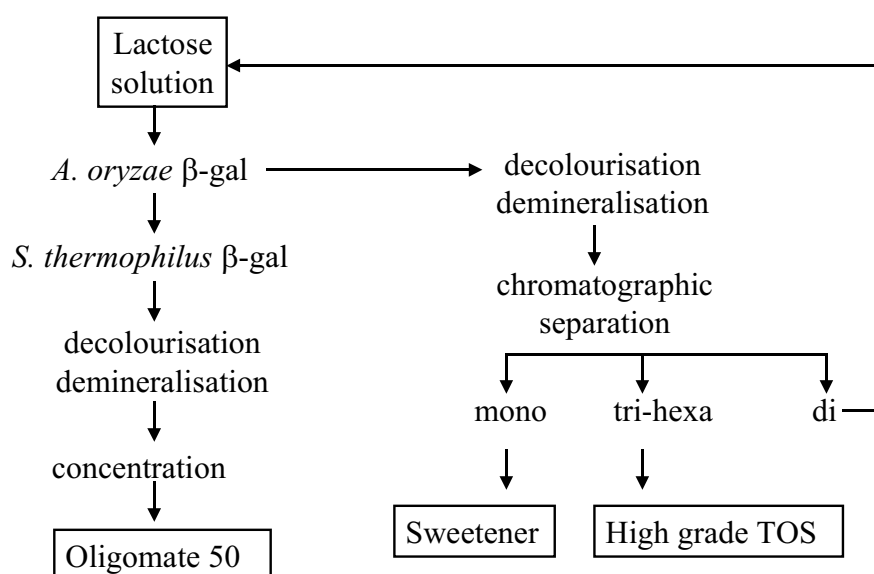 Lactose
solution
A. oryzae β-gal
S. thermophilus β-gal
decolourisation
demineralisation
concentration
Oligomate 50
decolourisation
demineralisation
chromatographic
separation
mono
tri-hexa
di
Sweetener
High grade TOS